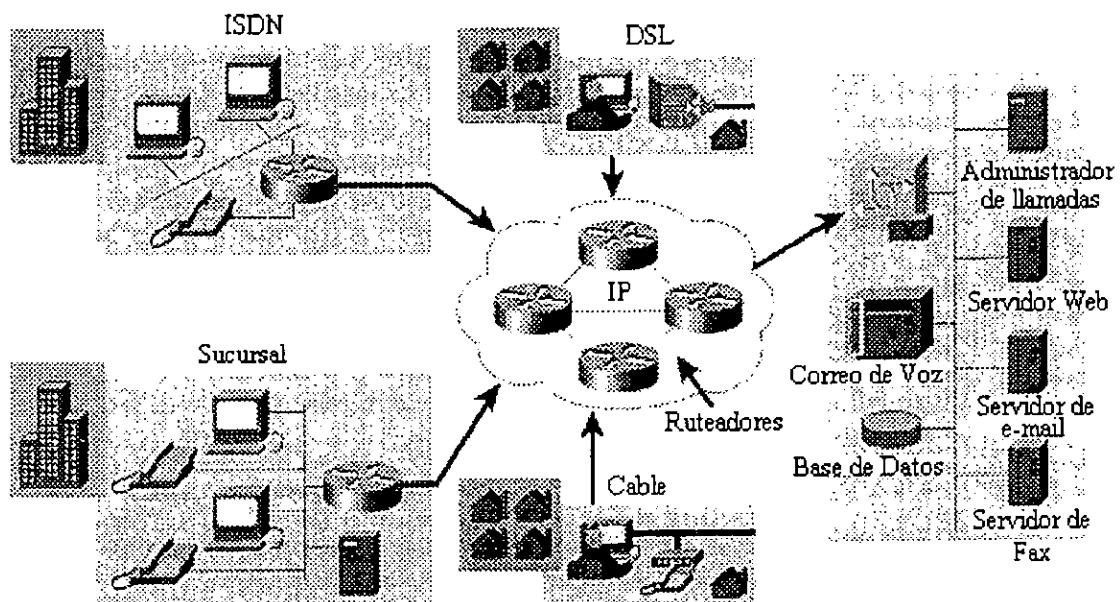 ISDN
DSL
Administrador
de llamadas
IP
Servidor Web
Sucursal
Correo de Voz
Ruteadores
Servidor de
e-mail
Base de Datos
Cable
Servidor de
Fax